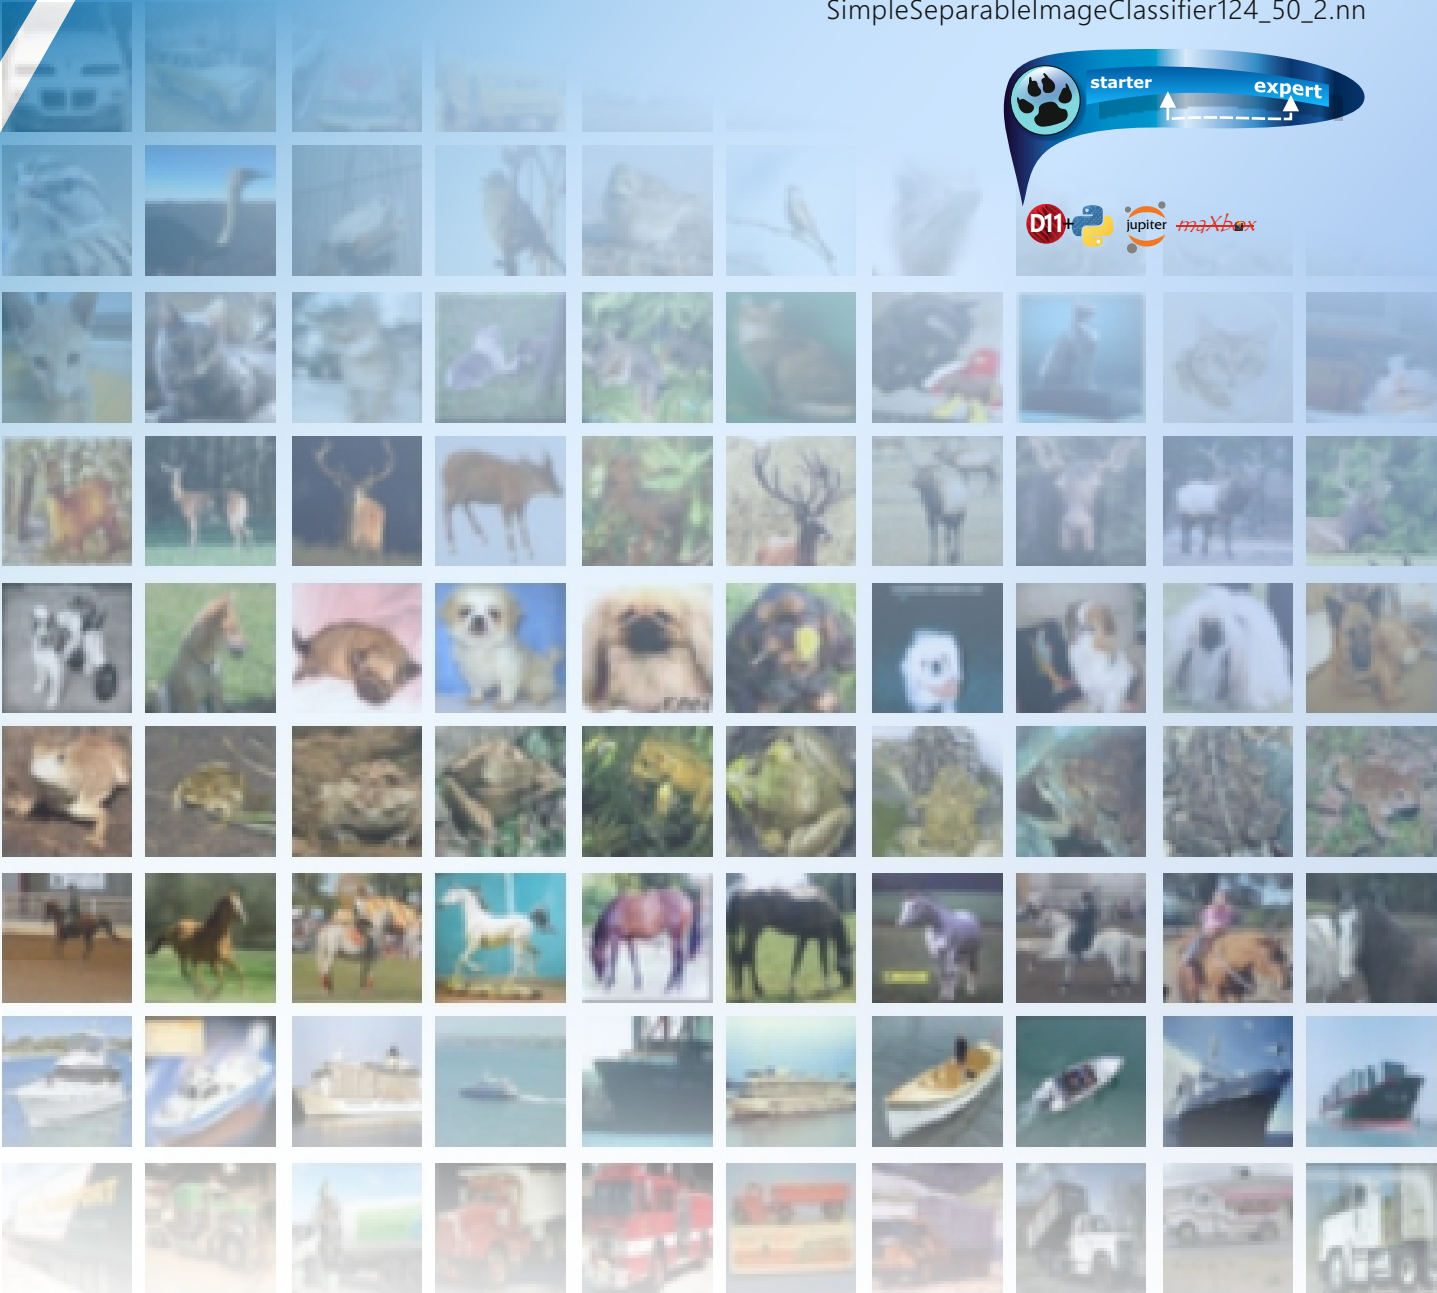 SimpleSeparableImageClassifier124_50_2.nn
starter
expert
D11+
jupiter
maXbox